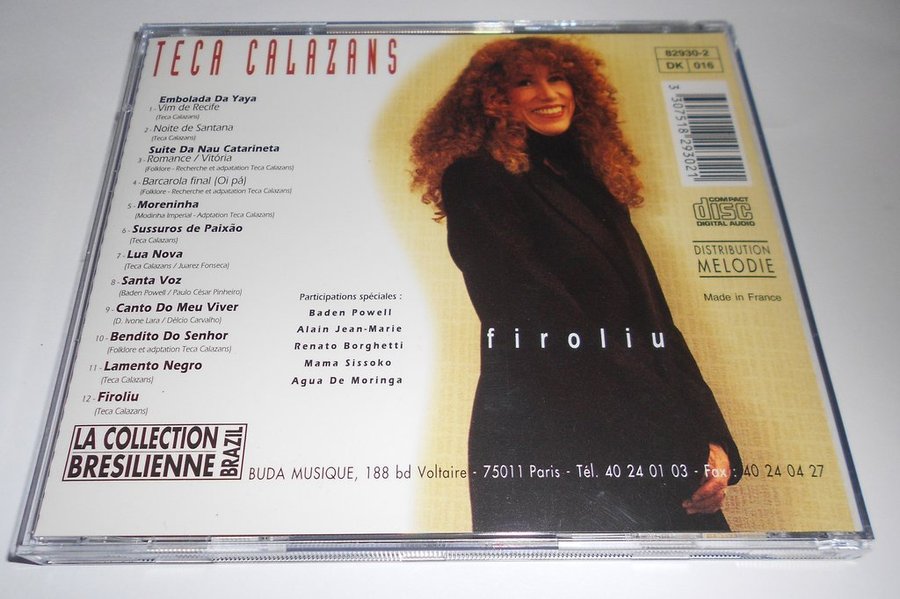 TECA CALAZANS
Embolada Da Yaya
1 - Vim de Recife
(Teca Calazans)
2 - Noite de Santana
(Teca Calazans)
Suite Da Nau Catarineta
3 - Romance / Vitória
(Folklore - Recherche et adpatation Teca Calazans)
4 - Barcarola final (Oi pá)
(Folklore - Recherche et adpatation Teca Calazans)
5 - Moreninha
(Modinha Imperial - Adptation Teca Calazans)
6 - Sussuros de Paixão
(Teca Calazans)
7 - Lua Nova
(Teca Calazans / Juarez Fonseca)
8 - Santa Voz
(Baden Powell / Paulo César Pinheiro)
9 - Canto Do Meu Viver
(D. Ivone Lara / Délcio Carvalho)
10 - Bendito Do Senhor
(Folklore et adptation Teca Calazans)
11 - Lamento Negro
(Teca Calazans)
12 - Firoliu
(Teca Calazans)
Participations spéciales :
Baden Powell
Alain Jean-Marie
Renato Borghetti
Mama Sissoko
Agua De Moringa
firoliu
82930-2
DK 016
3 307518 293021
COMPACT
disc
DIGITAL AUDIO
DISTRIBUTION
MELODIE
Made in France
LA COLLECTION
BRESILIENNE
BRAZIL
BUDA MUSIQUE, 188 bd Voltaire - 75011 Paris - Tél. 40 24 01 03 - Fax : 40 24 04 27